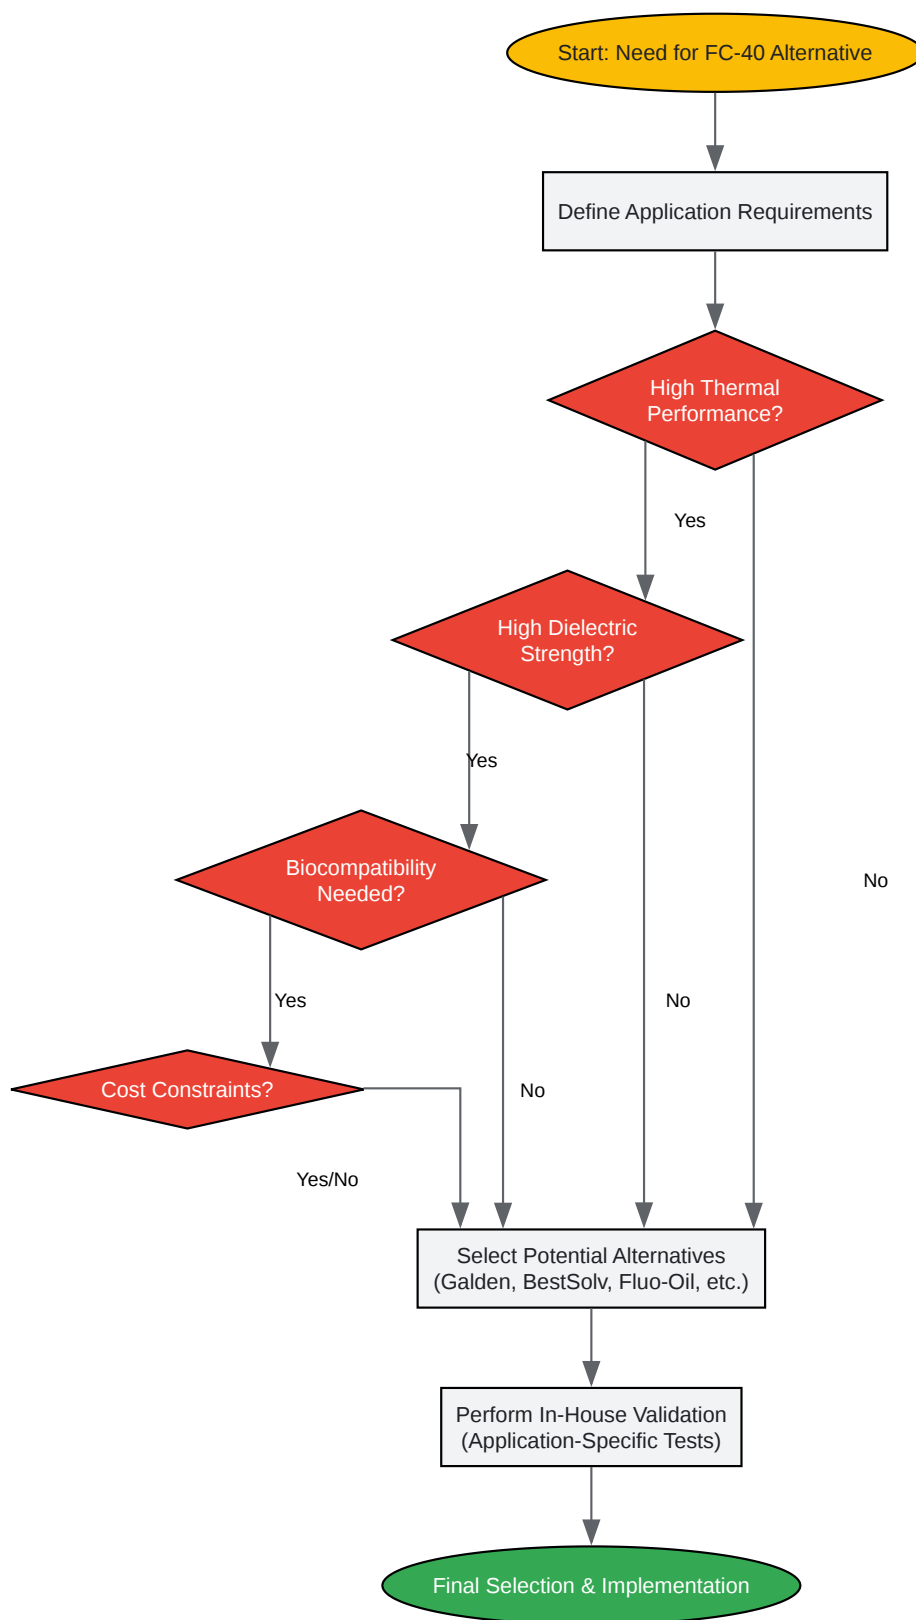 Start: Need for FC-40 Alternative
Define Application Requirements
High Thermal
Performance?
Yes
High Dielectric
Strength?
Yes
Biocompatibility
Needed?
No
Yes
No
Cost Constraints?
No
Yes/No
Select Potential Alternatives
(Galden, BestSolv, Fluo-Oil, etc.)
Perform In-House Validation
(Application-Specific Tests)
Final Selection & Implementation